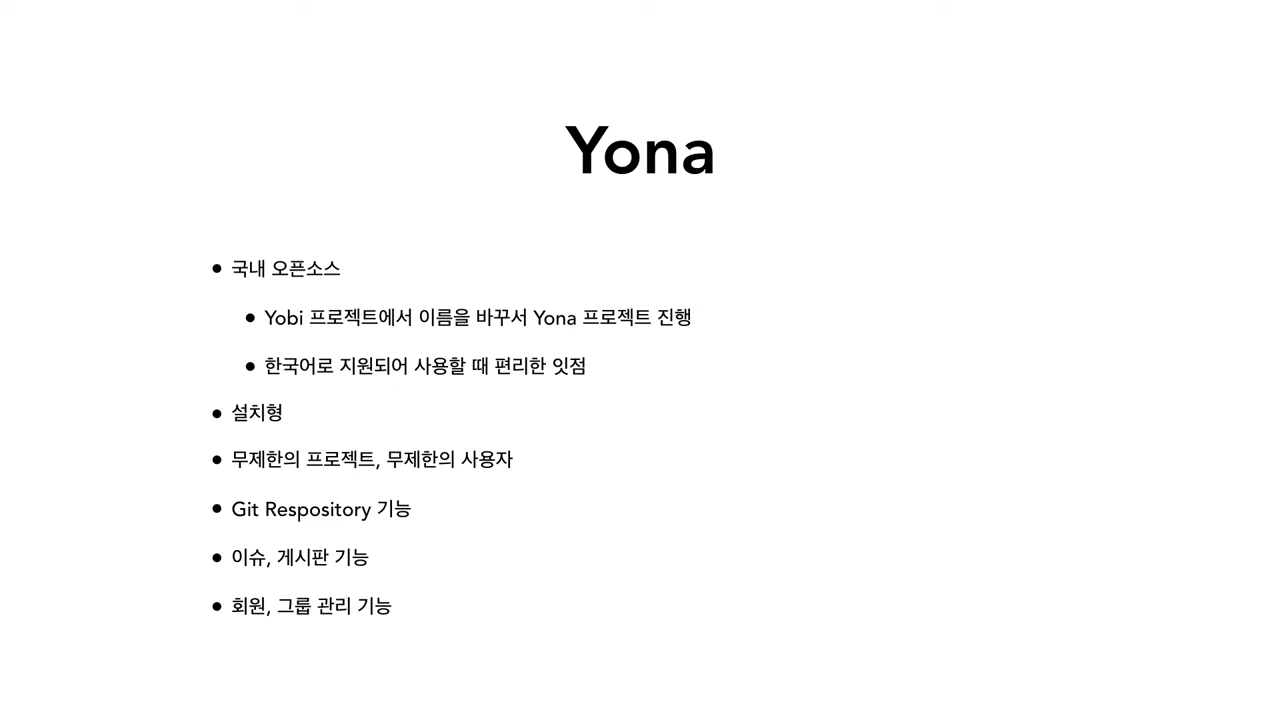 Yona
• 국내 오픈소스
• Yobi 프로젝트에서 이름을 바꾸서 Yona 프로젝트 진행
• 한국어로 지원되어 사용할 때 편리한 잇점
• 설치형
• 무제한의 프로젝트, 무제한의 사용자
• Git Respository 기능
• 이슈, 게시판 기능
• 회원, 그룹 관리 기능